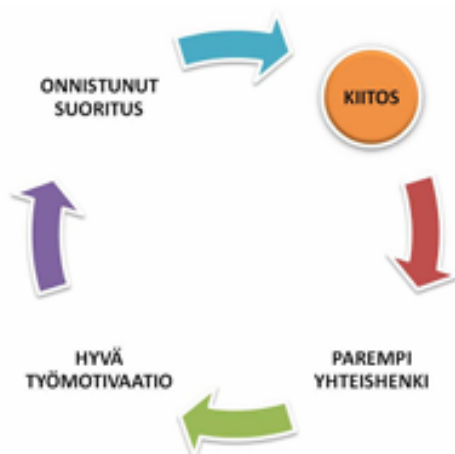 ONNISTUNUT
SUORITUS
KIITOS
PAREMPI
YHTEISHENKI
HYVÄ
TYÖMOTIVAATIO